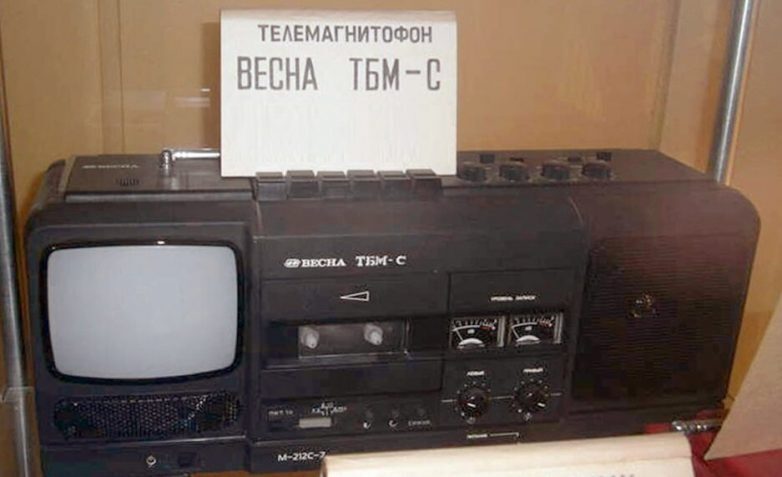 ТЕЛЕМАГНИТОФОН
ВЕСНА ТБМ-С
ВЕСНА
ВЕСНА ТБМ-С
УРОВЕНЬ ЗАПИСИ
ЛЕВЫЙ
ПРАВЫЙ
М-212С-2